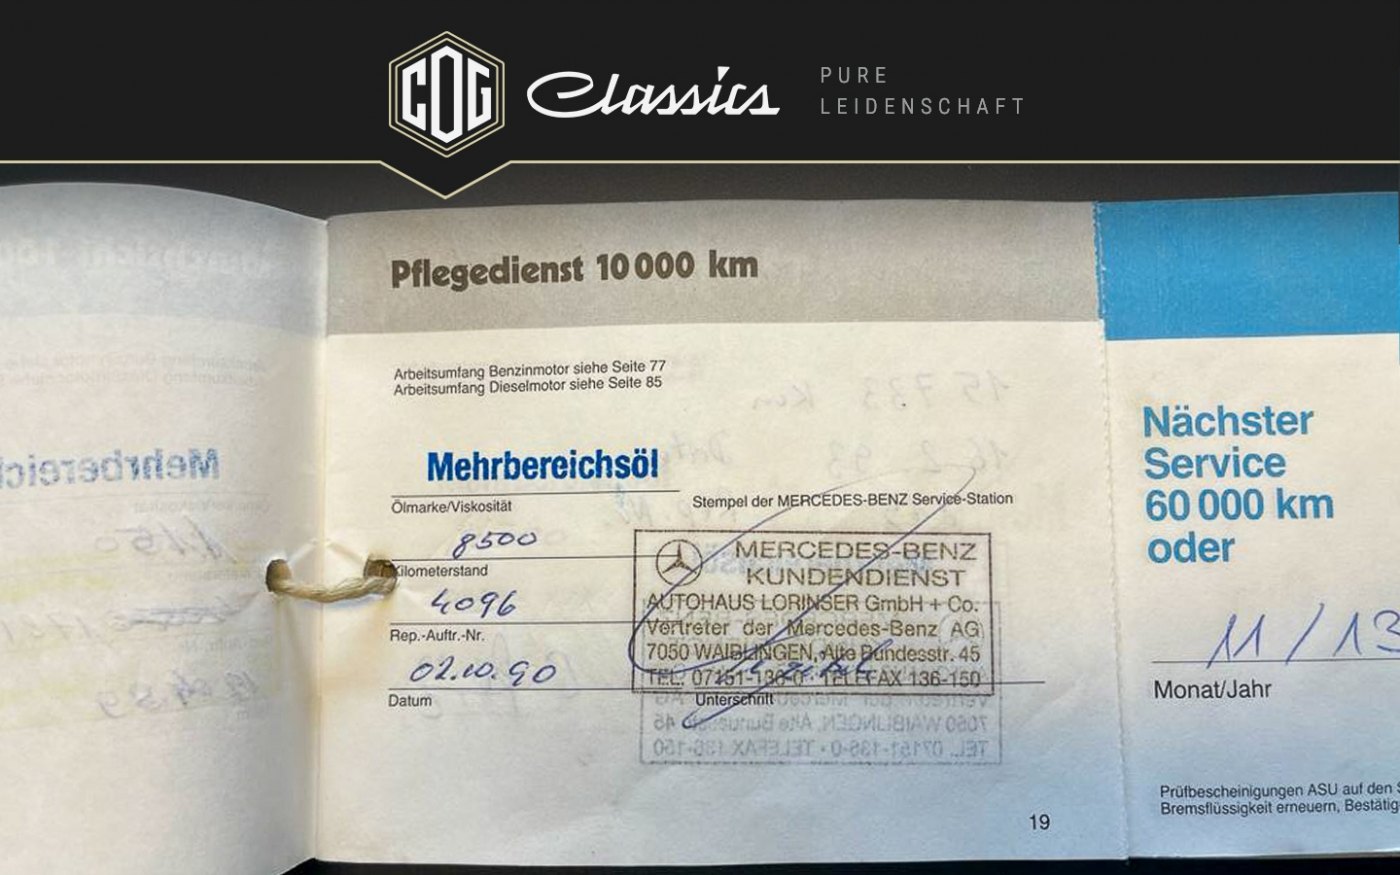 COG Classics PURE
LEIDENSCHAFT
Pflegedienst 10 000 km
Arbeitsumfang Benzinmotor siehe Seite 77
Arbeitsumfang Dieselmotor siehe Seite 85
Mehrbereichsöl
Ölmarke/Viskosität
8500
Kilometerstand
4096
Rep.-Auftr.-Nr.
02.10.90
Datum
Stempel der MERCEDES-BENZ Service-Station
MERCEDES-BENZ
KUNDENDIENST
AUTOHAUS LORINSER GmbH + Co.
Vertreter der Mercedes-Benz AG
7050 WAIBLINGEN, Alte Bundesstr. 45
TEL. 07151-136-0 · TELEFAX 136-150
Unterschrift
19
Nächster
Service
60 000 km
oder
11/13
Monat/Jahr
Prüfbescheinigungen ASU auf den
Bremsflüssigkeit erneuern, Bestätig